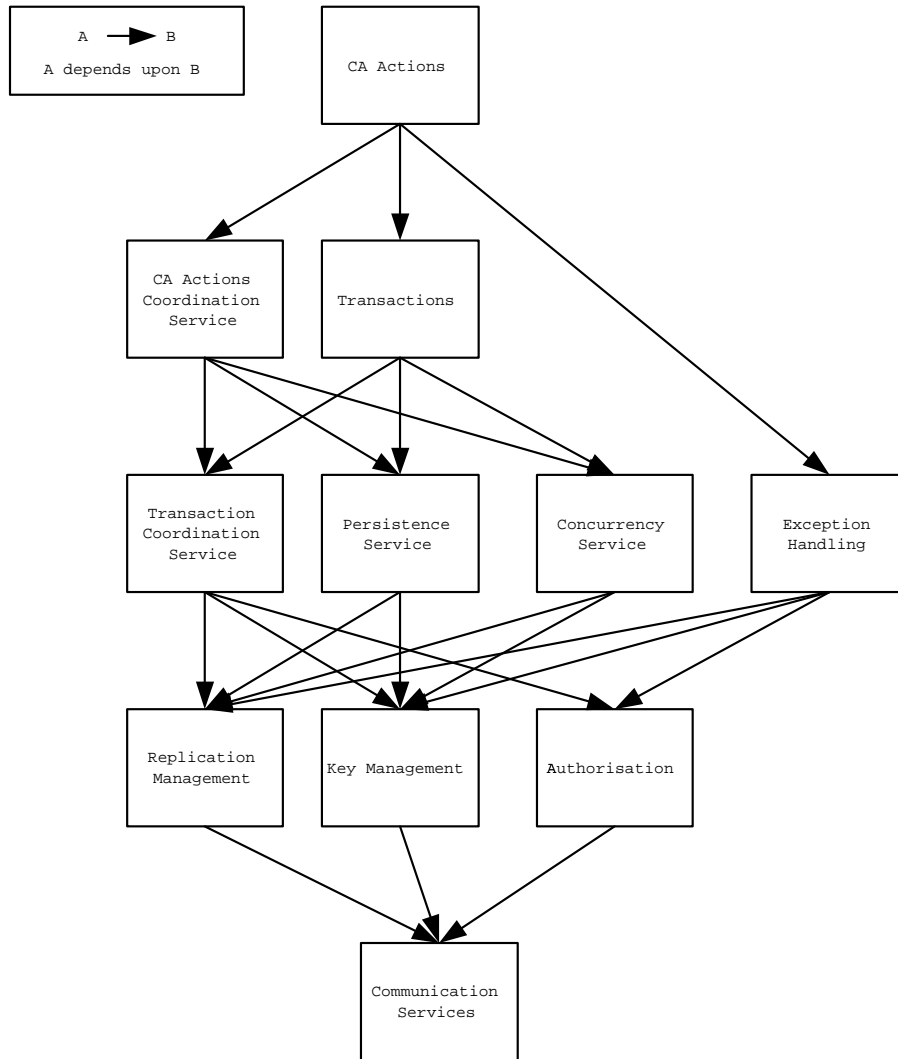 A B
A depends upon B
CA Actions
CA Actions
Coordination
Service
Transactions
Transaction
Coordination
Service
Persistence
Service
Concurrency
Service
Exception
Handling
Replication
Management
Key Management
Authorisation
Communication
Services